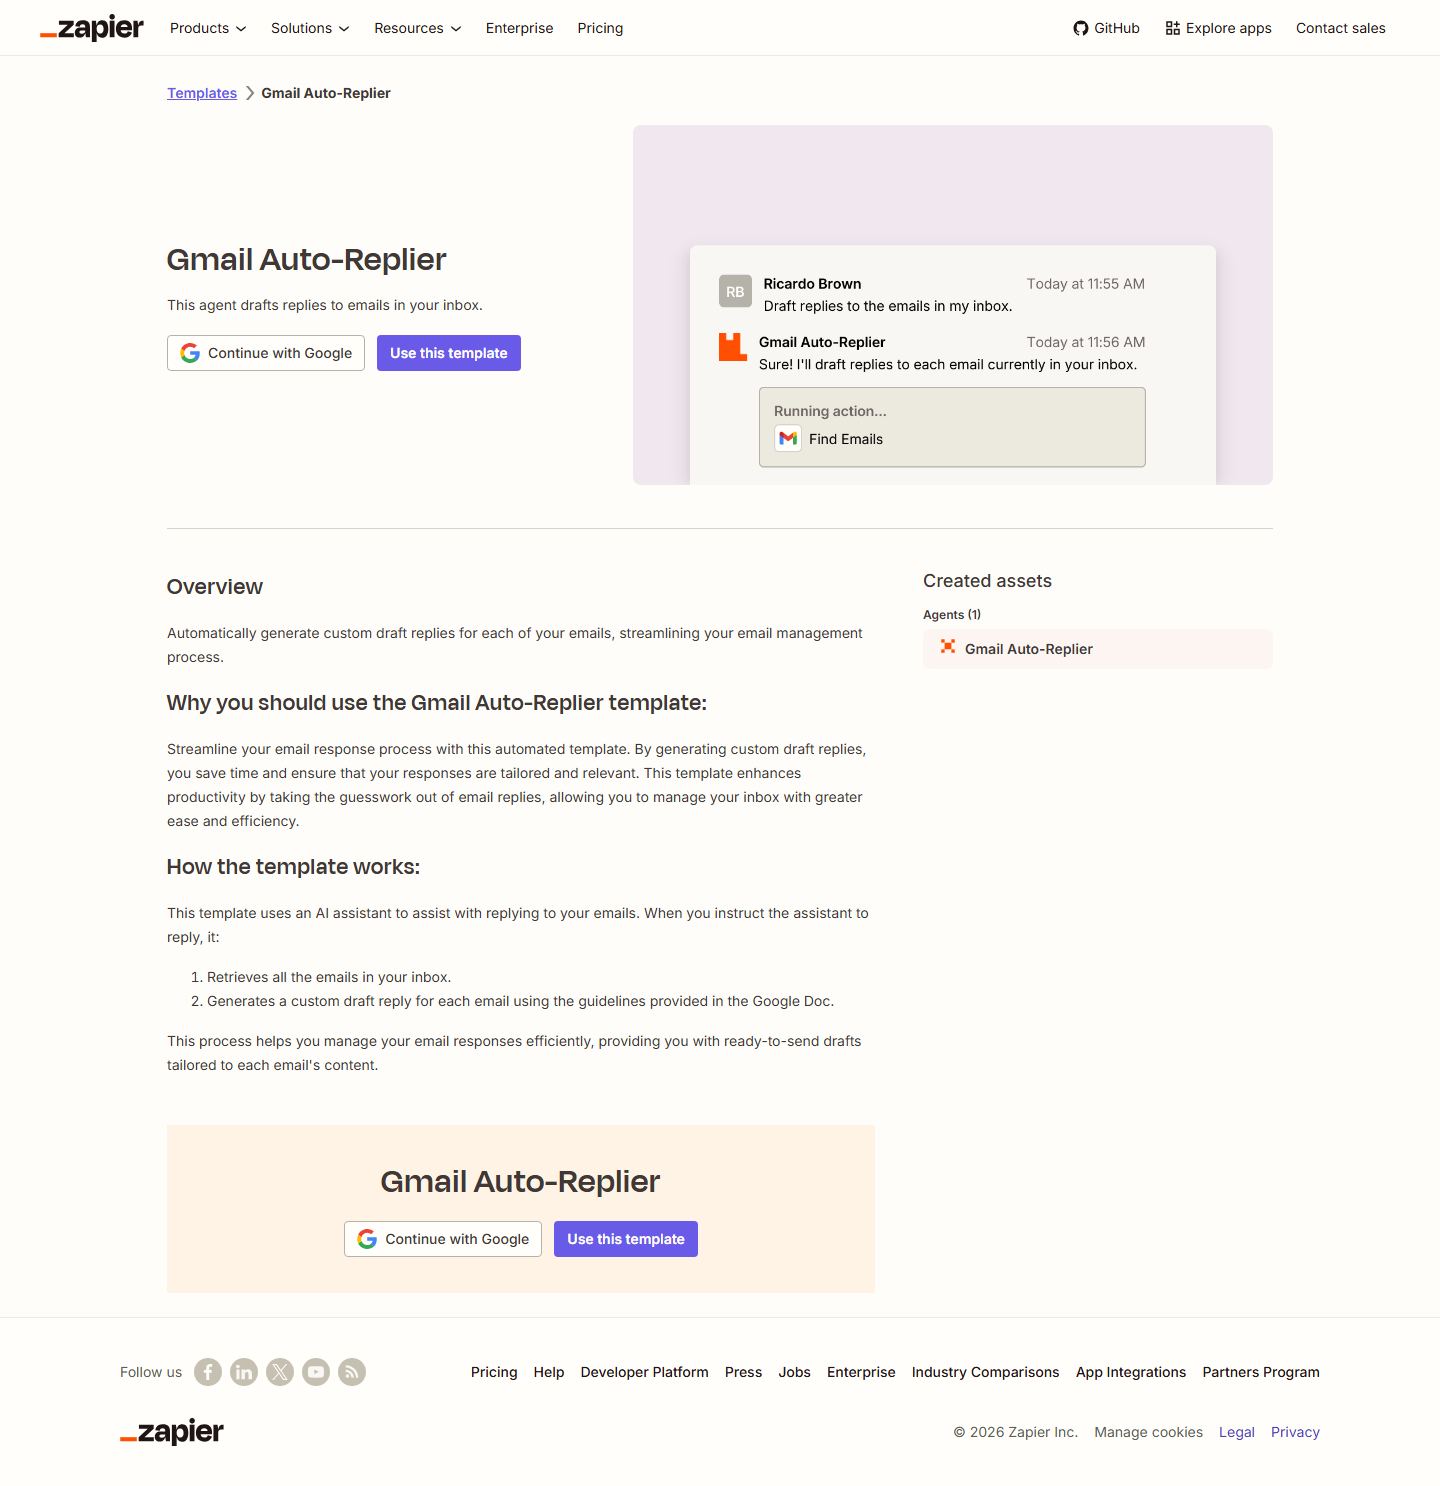 zapier Products Solutions Resources Enterprise Pricing GitHub Explore apps Contact sales
Templates Gmail Auto-Replier
Gmail Auto-Replier
This agent drafts replies to emails in your inbox.
Continue with Google Use this template
RB Ricardo Brown Today at 11:55 AM
Draft replies to the emails in my inbox.
Gmail Auto-Replier Today at 11:56 AM
Sure! I'll draft replies to each email currently in your inbox.
Running action...
Find Emails
Overview
Automatically generate custom draft replies for each of your emails, streamlining your email management
process.
Why you should use the Gmail Auto-Replier template:
Streamline your email response process with this automated template. By generating custom draft replies,
you save time and ensure that your responses are tailored and relevant. This template enhances
productivity by taking the guesswork out of email replies, allowing you to manage your inbox with greater
ease and efficiency.
How the template works:
This template uses an AI assistant to assist with replying to your emails. When you instruct the assistant to
reply, it:
1. Retrieves all the emails in your inbox.
2. Generates a custom draft reply for each email using the guidelines provided in the Google Doc.
This process helps you manage your email responses efficiently, providing you with ready-to-send drafts
tailored to each email's content.
Created assets
Agents (1)
Gmail Auto-Replier
Gmail Auto-Replier
Continue with Google Use this template
Follow us Pricing Help Developer Platform Press Jobs Enterprise Industry Comparisons App Integrations Partners Program
zapier © 2026 Zapier Inc. Manage cookies Legal Privacy